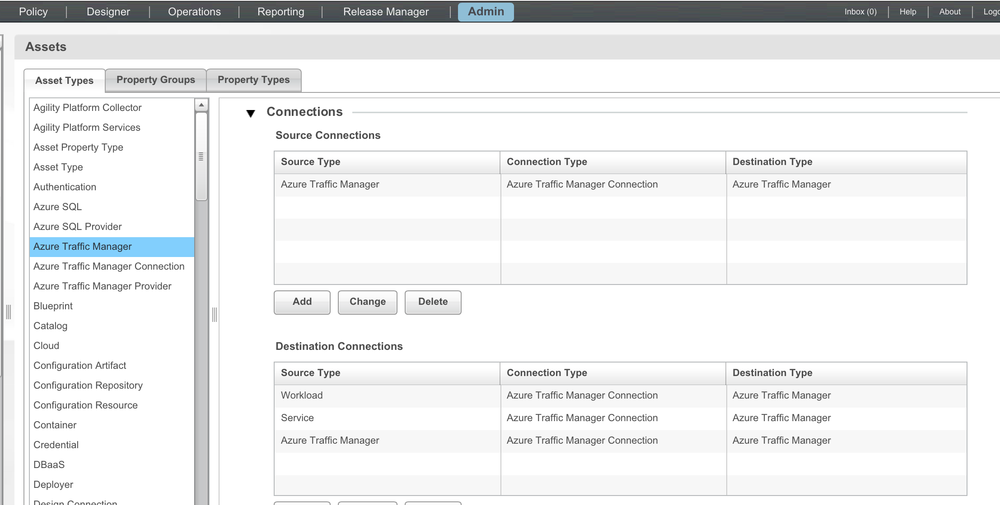 Policy | Designer | Operations | Reporting | Release Manager | Admin
Inbox (0) | Help | About
Assets
Asset Types
Property Groups
Property Types
Agility Platform Collector
Agility Platform Services
Asset Property Type
Asset Type
Authentication
Azure SQL
Azure SQL Provider
Azure Traffic Manager
Azure Traffic Manager Connection
Azure Traffic Manager Provider
Blueprint
Catalog
Cloud
Configuration Artifact
Configuration Repository
Configuration Resource
Container
Credential
DBaaS
Deployer
Design Connection
Connections
Source Connections
Source Type Connection Type Destination Type
Azure Traffic Manager Azure Traffic Manager Connection Azure Traffic Manager
Add Change Delete
Destination Connections
Source Type Connection Type Destination Type
Workload Azure Traffic Manager Connection Azure Traffic Manager
Service Azure Traffic Manager Connection Azure Traffic Manager
Azure Traffic Manager Azure Traffic Manager Connection Azure Traffic Manager